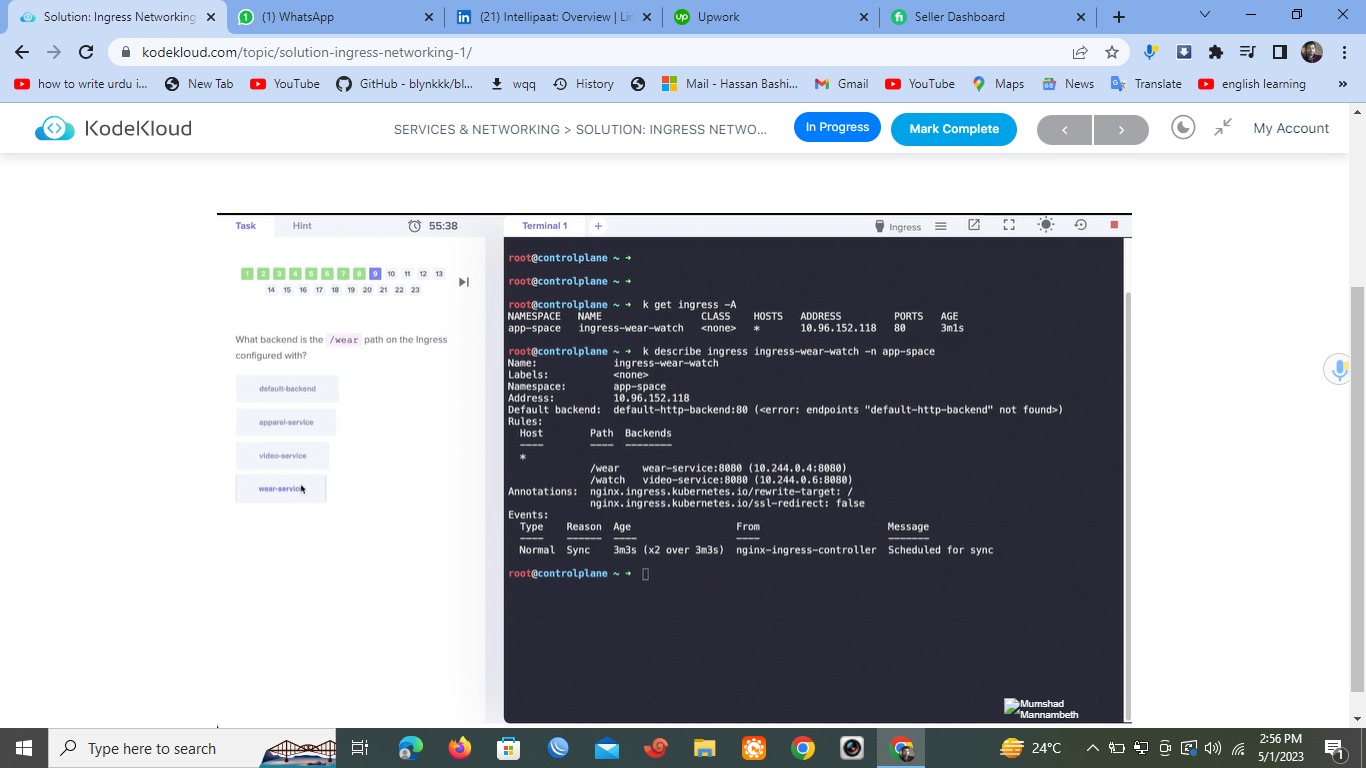 Solution: Ingress Networking
(1) WhatsApp
(21) Intellipaat: Overview | Lin
Upwork
Seller Dashboard
kodekloud.com/topic/solution-ingress-networking-1/
how to write urdu i...
New Tab
YouTube
GitHub - blynkkk/bl...
wqq
History
Mail - Hassan Bashi...
Gmail
YouTube
Maps
News
Translate
english learning
KodeKloud
SERVICES & NETWORKING > SOLUTION: INGRESS NETWO...
In Progress
Mark Complete
My Account
Task Hint 55:38
Terminal 1 + Ingress
1 2 3 4 5 6 7 8 9 10 11 12 13
14 15 16 17 18 19 20 21 22 23
What backend is the /wear path on the Ingress
configured with?
default-backend
apparel-service
video-service
wear-service
root@controlplane ~ ➜
root@controlplane ~ ➜
root@controlplane ~ ➜ k get ingress -A
NAMESPACE NAME CLASS HOSTS ADDRESS PORTS AGE
app-space ingress-wear-watch <none> * 10.96.152.118 80 3m1s
root@controlplane ~ ➜ k describe ingress ingress-wear-watch -n app-space
Name: ingress-wear-watch
Labels: <none>
Namespace: app-space
Address: 10.96.152.118
Default backend: default-http-backend:80 (<error: endpoints "default-http-backend" not found>)
Rules:
Host Path Backends
---- ---- --------
*
/wear wear-service:8080 (10.244.0.4:8080)
/watch video-service:8080 (10.244.0.6:8080)
Annotations: nginx.ingress.kubernetes.io/rewrite-target: /
nginx.ingress.kubernetes.io/ssl-redirect: false
Events:
Type Reason Age From Message
---- ------ ---- ---- -------
Normal Sync 3m3s (x2 over 3m3s) nginx-ingress-controller Scheduled for sync
root@controlplane ~ ➜
Mumshad
Mannambeth
Type here to search
24°C
2:56 PM
5/1/2023
1